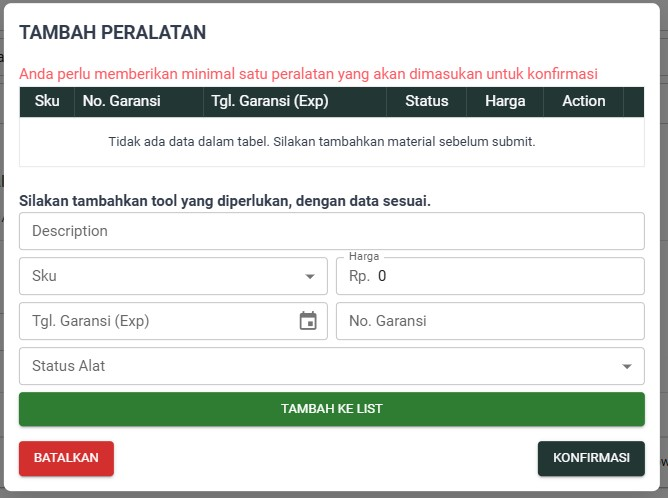 TAMBAH PERALATAN
Anda perlu memberikan minimal satu peralatan yang akan dimasukan untuk konfirmasi
Sku No. Garansi Tgl. Garansi (Exp) Status Harga Action
Tidak ada data dalam tabel. Silakan tambahkan material sebelum submit.
Silakan tambahkan tool yang diperlukan, dengan data sesuai.
Description
Sku
Harga
Rp. 0
Tgl. Garansi (Exp)
No. Garansi
Status Alat
TAMBAH KE LIST
BATALKAN
KONFIRMASI